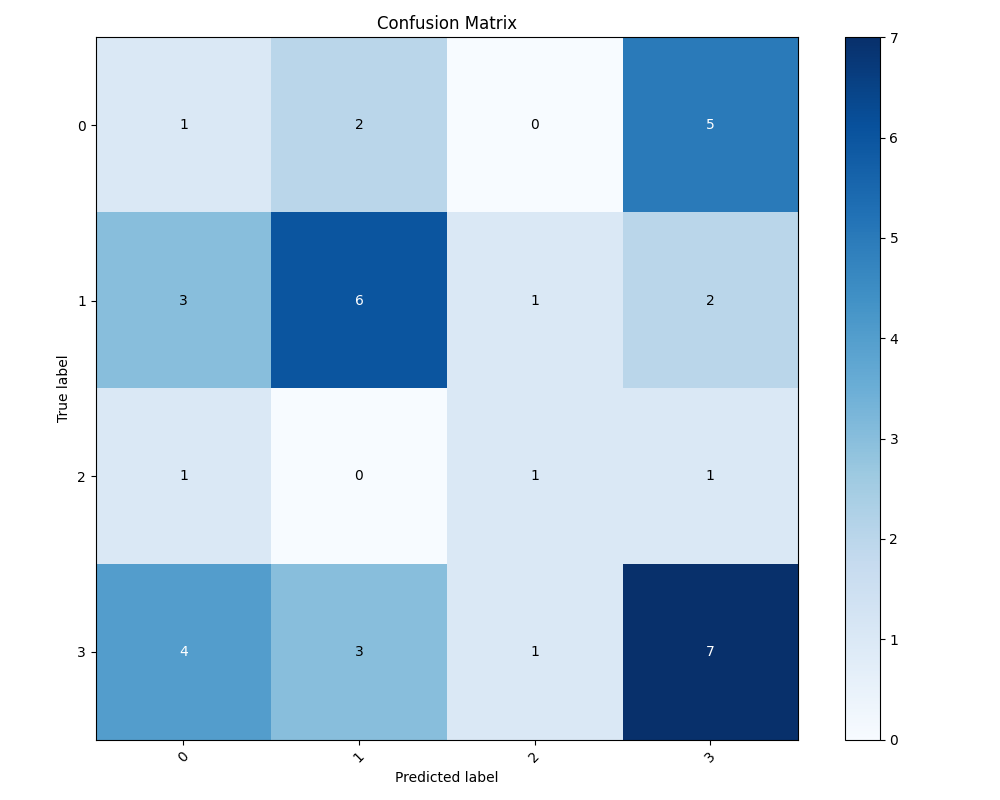 Confusion Matrix
0 1 2 0 5
1 3 6 1 2
2 1 0 1 1
3 4 3 1 7
0 1 2 3
Predicted label
True label
7
6
5
4
3
2
1
0